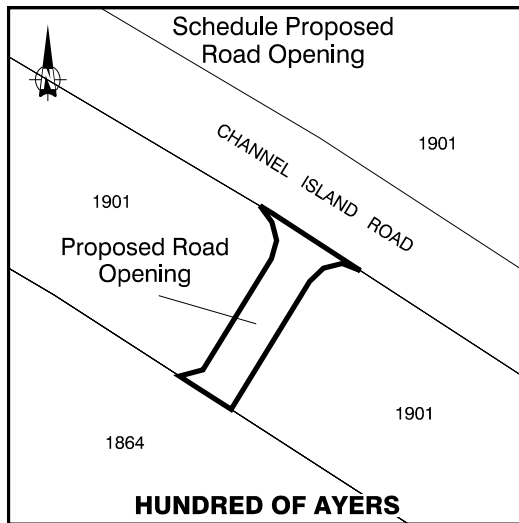 Schedule Proposed
Road Opening
CHANNEL ISLAND ROAD
1901
1901
Proposed Road
Opening
1901
1864
HUNDRED OF AYERS